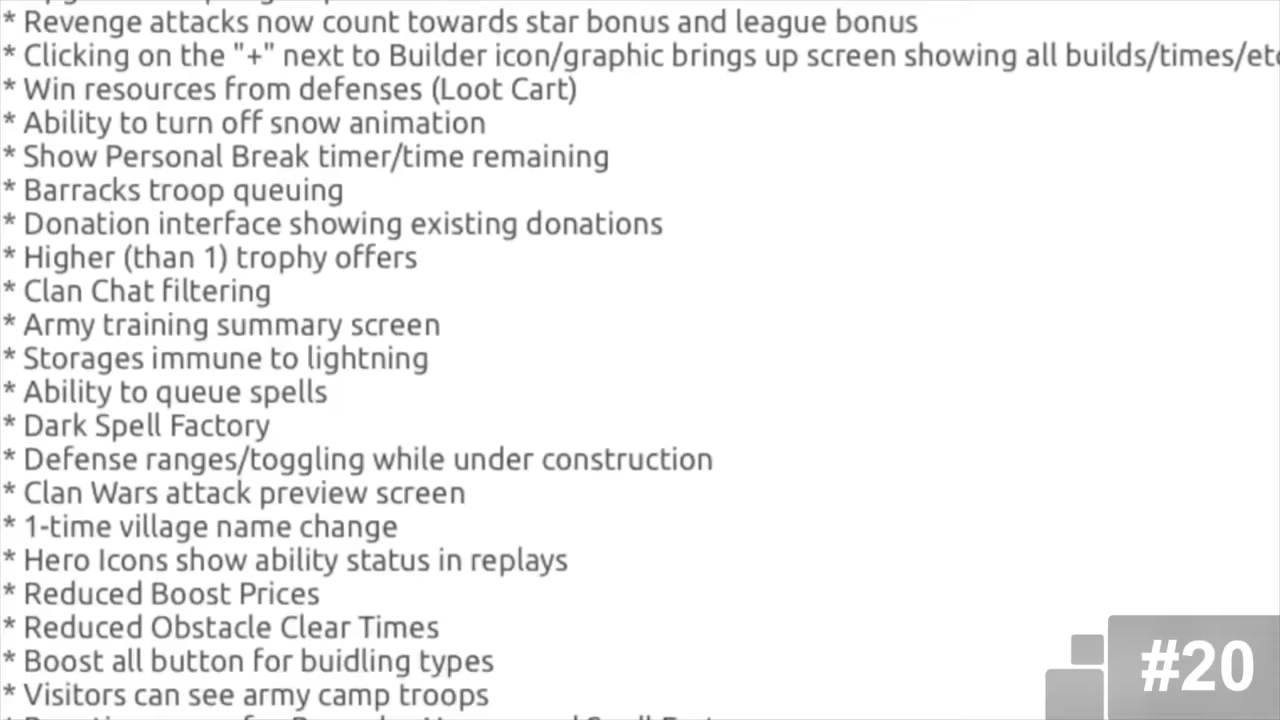 * Revenge attacks now count towards star bonus and league bonus
* Clicking on the "+" next to Builder icon/graphic brings up screen showing all builds/times/etc
* Win resources from defenses (Loot Cart)
* Ability to turn off snow animation
* Show Personal Break timer/time remaining
* Barracks troop queuing
* Donation interface showing existing donations
* Higher (than 1) trophy offers
* Clan Chat filtering
* Army training summary screen
* Storages immune to lightning
* Ability to queue spells
* Dark Spell Factory
* Defense ranges/toggling while under construction
* Clan Wars attack preview screen
* 1-time village name change
* Hero Icons show ability status in replays
* Reduced Boost Prices
* Reduced Obstacle Clear Times
* Boost all button for buidling types
* Visitors can see army camp troops
#20